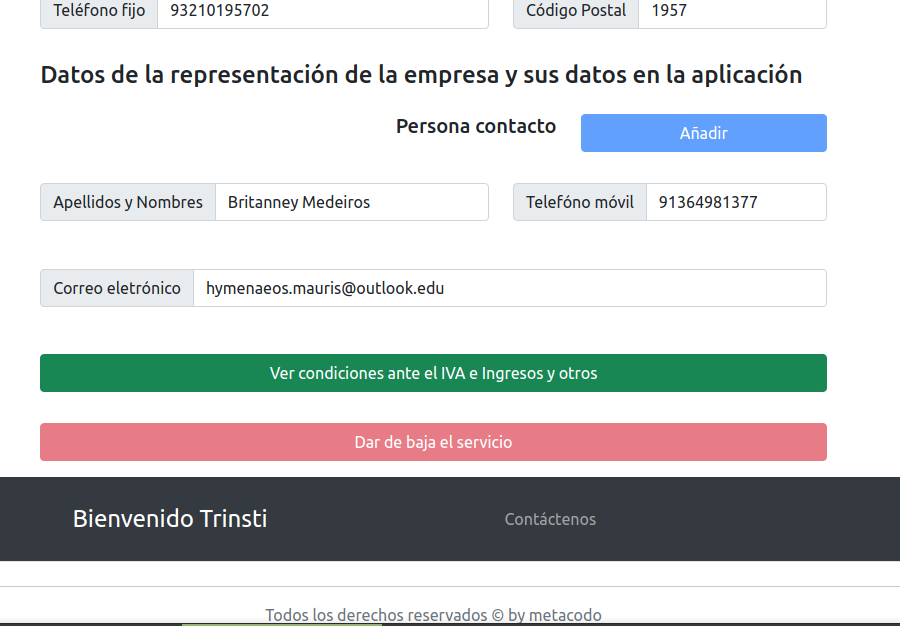 Teléfono fijo 93210195702 Código Postal 1957
Datos de la representación de la empresa y sus datos en la aplicación
Persona contacto Añadir
Apellidos y Nombres Britanney Medeiros Telefóno móvil 91364981377
Correo eletrónico hymenaeos.mauris@outlook.edu
Ver condiciones ante el IVA e Ingresos y otros
Dar de baja el servicio
Bienvenido Trinsti Contáctenos
Todos los derechos reservados © by metacodo